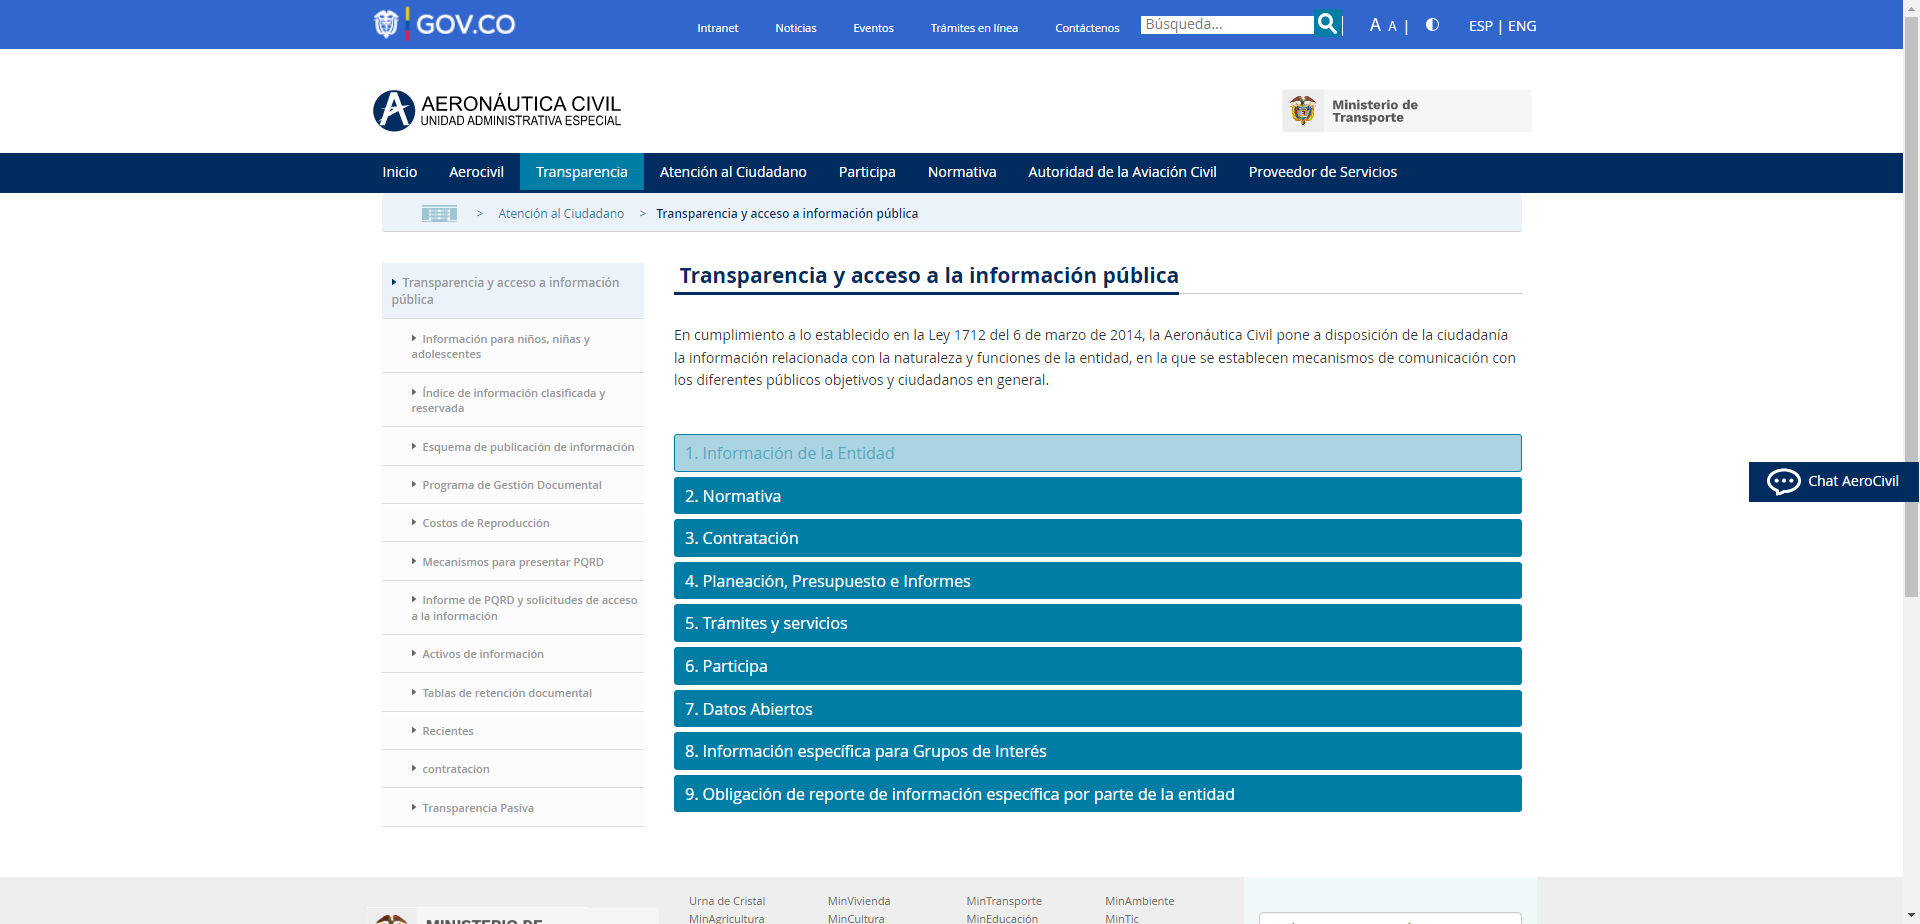 GOV.CO
Intranet
Noticias
Eventos
Trámites en línea
Contáctenos
Búsqueda...
A A |
ESP | ENG
AERONÁUTICA CIVIL
UNIDAD ADMINISTRATIVA ESPECIAL
Ministerio de
Transporte
Inicio
Aerocivil
Transparencia
Atención al Ciudadano
Participa
Normativa
Autoridad de la Aviación Civil
Proveedor de Servicios
> Atención al Ciudadano > Transparencia y acceso a información pública
Transparencia y acceso a información
pública
Información para niños, niñas y
adolescentes
Índice de información clasificada y
reservada
Esquema de publicación de información
Programa de Gestión Documental
Costos de Reproducción
Mecanismos para presentar PQRD
Informe de PQRD y solicitudes de acceso
a la información
Activos de información
Tablas de retención documental
Recientes
contratacion
Transparencia Pasiva
Transparencia y acceso a la información pública
En cumplimiento a lo establecido en la Ley 1712 del 6 de marzo de 2014, la Aeronáutica Civil pone a disposición de la ciudadanía
la información relacionada con la naturaleza y funciones de la entidad, en la que se establecen mecanismos de comunicación con
los diferentes públicos objetivos y ciudadanos en general.
1. Información de la Entidad
2. Normativa
3. Contratación
4. Planeación, Presupuesto e Informes
5. Trámites y servicios
6. Participa
7. Datos Abiertos
8. Información específica para Grupos de Interés
9. Obligación de reporte de información específica por parte de la entidad
Chat AeroCivil
MINISTERIO DE
Urna de Cristal
MinAgricultura
MinVivienda
MinCultura
MinTransporte
MinEducación
MinAmbiente
MinTic